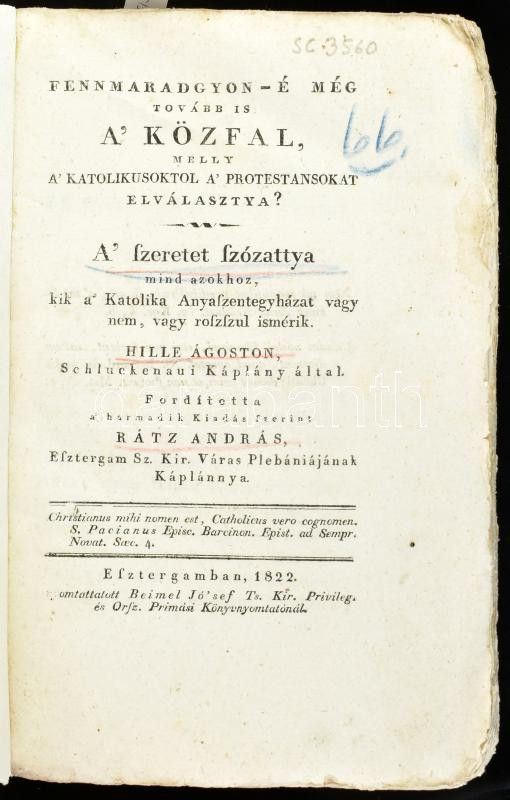 SC. 3560
FENNMARADGYON - É MÉG
TOVÁBB IS
A' KÖZFAL,
66.
MELLY
A' KATOLIKUSOKTOL A' PROTESTANSOKAT
ELVÁLASZTYA?
A' ſzeretet ſzózattya
mind azokhoz,
kik a' Katolika Anyaſzentegyházat vagy
nem, vagy roſzſzul ismérik.
HILLE ÁGOSTON,
Schluckenaui Káplány által.
Fordította
a' harmadik Kiadás ſzerint
RÁTZ ANDRÁS,
Eſztergam Sz. Kir. Város Plebániájának
Káplánnya.
Christianus mihi nomen est, Catholicus vero cognomen.
S. Pacianus Episc. Barcinon. Epist. ad Sempr.
Novat. Sæc. 4.
Eſztergamban, 1822.
yomtattatott Beimel Jó'sef Ts. Kir. Privileg.
és Orſz. Primási Könyvnyomtatónál.